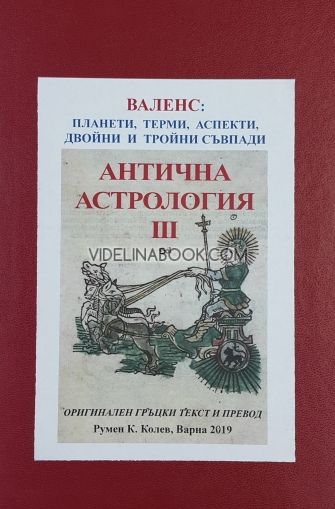 ВАЛЕНС:
ПЛАНЕТИ, ТЕРМИ, АСПЕКТИ,
ДВОЙНИ И ТРОЙНИ СЪВПАДИ
АНТИЧНА
АСТРОЛОГИЯ
III
VIDELINABOOK.COM
ОРИГИНАЛЕН ГРЪЦКИ ТЕКСТ И ПРЕВОД
Румен К. Колев, Варна 2019